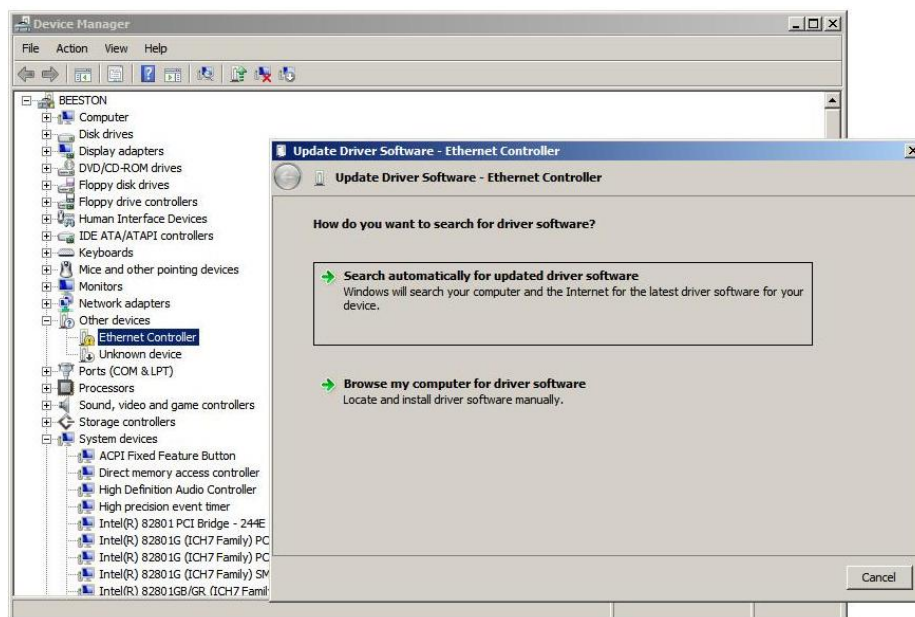 Device Manager
File Action View Help
BEESTON
Computer
Disk drives
Display adapters
DVD/CD-ROM drives
Floppy disk drives
Floppy drive controllers
Human Interface Devices
IDE ATA/ATAPI controllers
Keyboards
Mice and other pointing devices
Monitors
Network adapters
Other devices
Ethernet Controller
Unknown device
Ports (COM & LPT)
Processors
Sound, video and game controllers
Storage controllers
System devices
ACPI Fixed Feature Button
Direct memory access controller
High Definition Audio Controller
High precision event timer
Intel(R) 82801 PCI Bridge - 244E
Intel(R) 82801G (ICH7 Family) PC
Intel(R) 82801G (ICH7 Family) PC
Intel(R) 82801G (ICH7 Family) SM
Intel(R) 82801GB/GR (ICH7 Famil
Update Driver Software - Ethernet Controller
Update Driver Software - Ethernet Controller
How do you want to search for driver software?
Search automatically for updated driver software
Windows will search your computer and the Internet for the latest driver software for your
device.
Browse my computer for driver software
Locate and install driver software manually.
Cancel